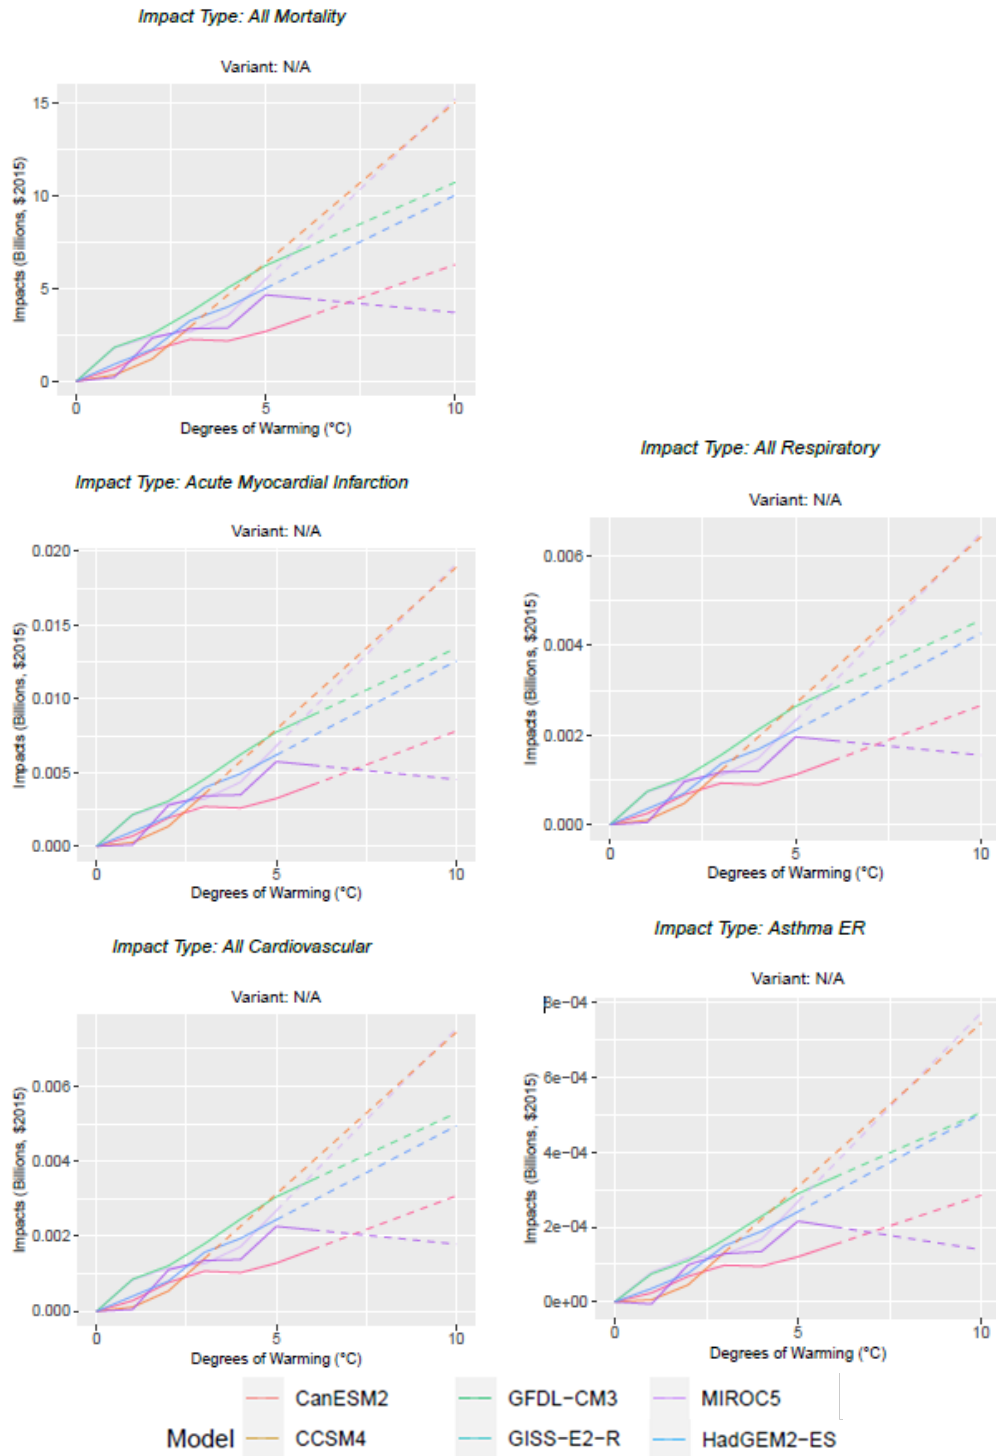 Impact Type: All Mortality
Variant: N/A
15
10
5
0
0 5 10
Impacts (Billions, $2015)
Degrees of Warming (°C)
Impact Type: Acute Myocardial Infarction
Variant: N/A
0.020
0.015
0.010
0.005
0.000
0 5 10
Impacts (Billions, $2015)
Degrees of Warming (°C)
Impact Type: All Respiratory
Variant: N/A
0.006
0.004
0.002
0.000
0 5 10
Impacts (Billions, $2015)
Degrees of Warming (°C)
Impact Type: All Cardiovascular
Variant: N/A
0.006
0.004
0.002
0.000
0 5 10
Impacts (Billions, $2015)
Degrees of Warming (°C)
Impact Type: Asthma ER
Variant: N/A
8e-04
6e-04
4e-04
2e-04
0e+00
0 5 10
Impacts (Billions, $2015)
Degrees of Warming (°C)
CanESM2 GFDL-CM3 MIROC5
Model CCSM4 GISS-E2-R HadGEM2-ES